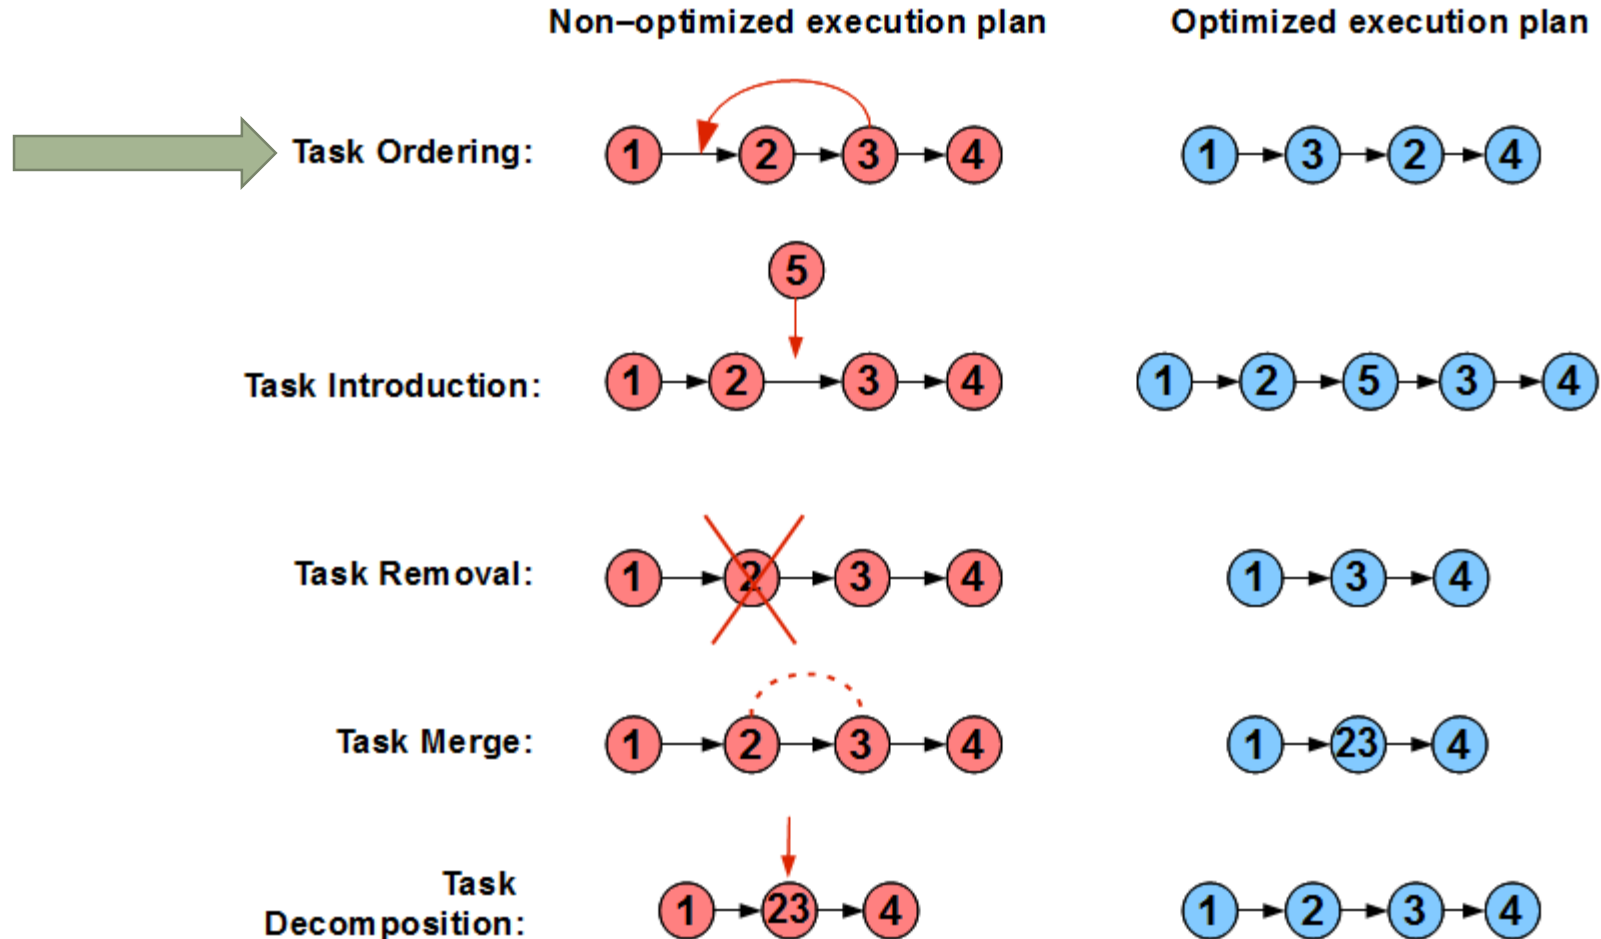 Non–optimized execution plan Optimized execution plan
Task Ordering: 1 2 3 4 1 3 2 4
5
Task Introduction: 1 2 3 4 1 2 5 3 4
Task Removal: 1 2 3 4 1 3 4
Task Merge: 1 2 3 4 1 23 4
Task
Decomposition: 1 23 4 1 2 3 4